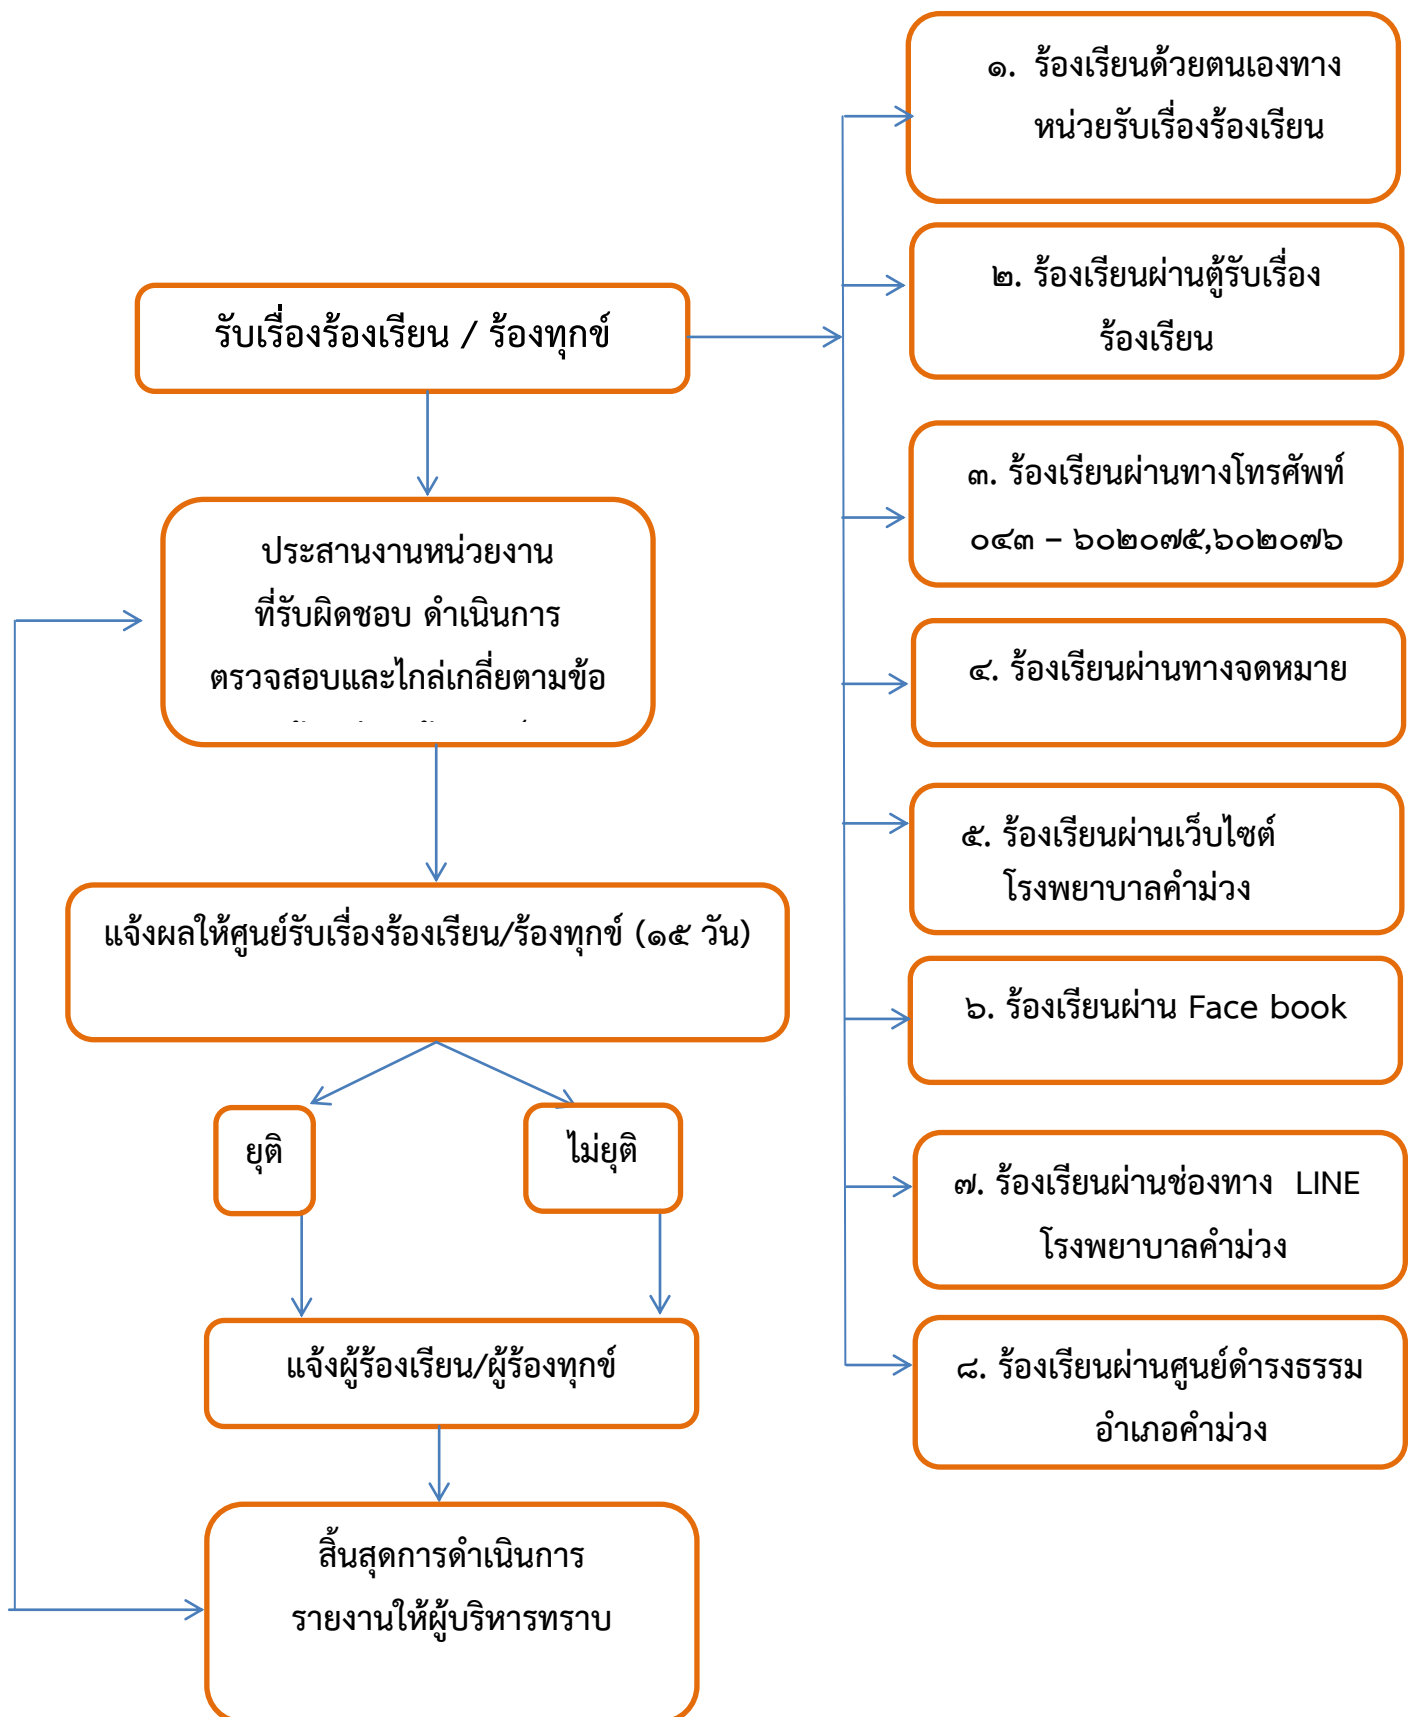 รับเรื่องร้องเรียน / ร้องทุกข์
ประสานงานหน่วยงาน
ที่รับผิดชอบ ดำเนินการ
ตรวจสอบและไกล่เกลี่ยตามข้อ
แจ้งผลให้ศูนย์รับเรื่องร้องเรียน/ร้องทุกข์ (๑๕ วัน)
ยุติ
ไม่ยุติ
แจ้งผู้ร้องเรียน/ผู้ร้องทุกข์
สิ้นสุดการดำเนินการ
รายงานให้ผู้บริหารทราบ
๑. ร้องเรียนด้วยตนเองทาง
หน่วยรับเรื่องร้องเรียน
๒. ร้องเรียนผ่านตู้รับเรื่อง
ร้องเรียน
๓. ร้องเรียนผ่านทางโทรศัพท์
๐๔๓ – ๖๐๒๐๗๕,๖๐๒๐๗๖
๔. ร้องเรียนผ่านทางจดหมาย
๕. ร้องเรียนผ่านเว็บไซต์
โรงพยาบาลคำม่วง
๖. ร้องเรียนผ่าน Face book
๗. ร้องเรียนผ่านช่องทาง LINE
โรงพยาบาลคำม่วง
๘. ร้องเรียนผ่านศูนย์ดำรงธรรม
อำเภอคำม่วง